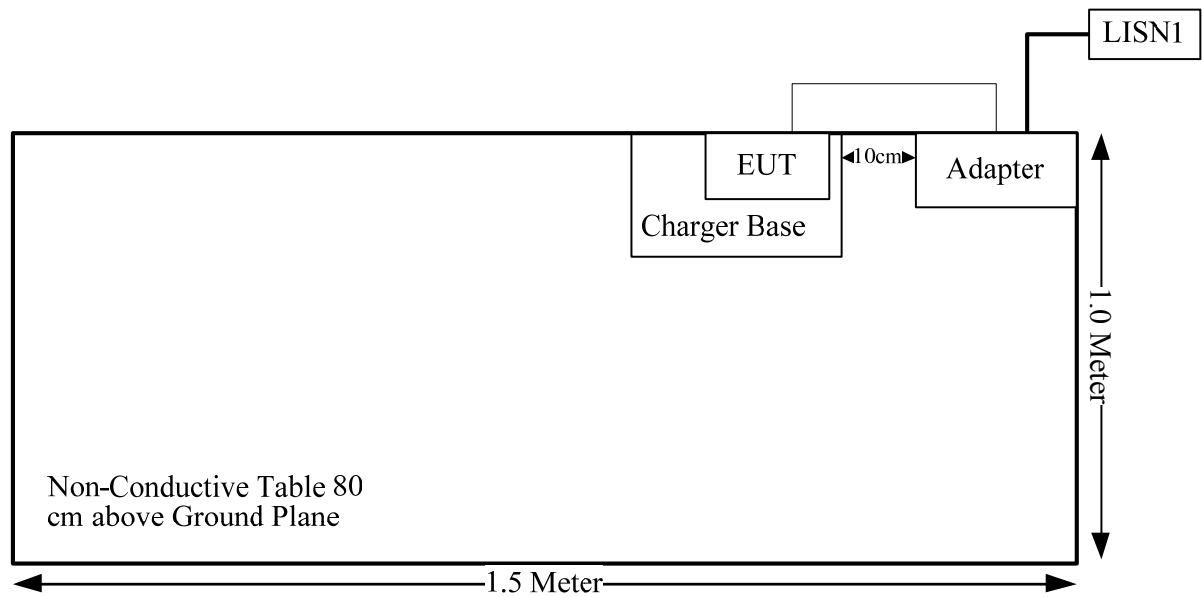 LISN1
EUT
10cm
Adapter
Charger Base
1.0 Meter
Non-Conductive Table 80
cm above Ground Plane
1.5 Meter